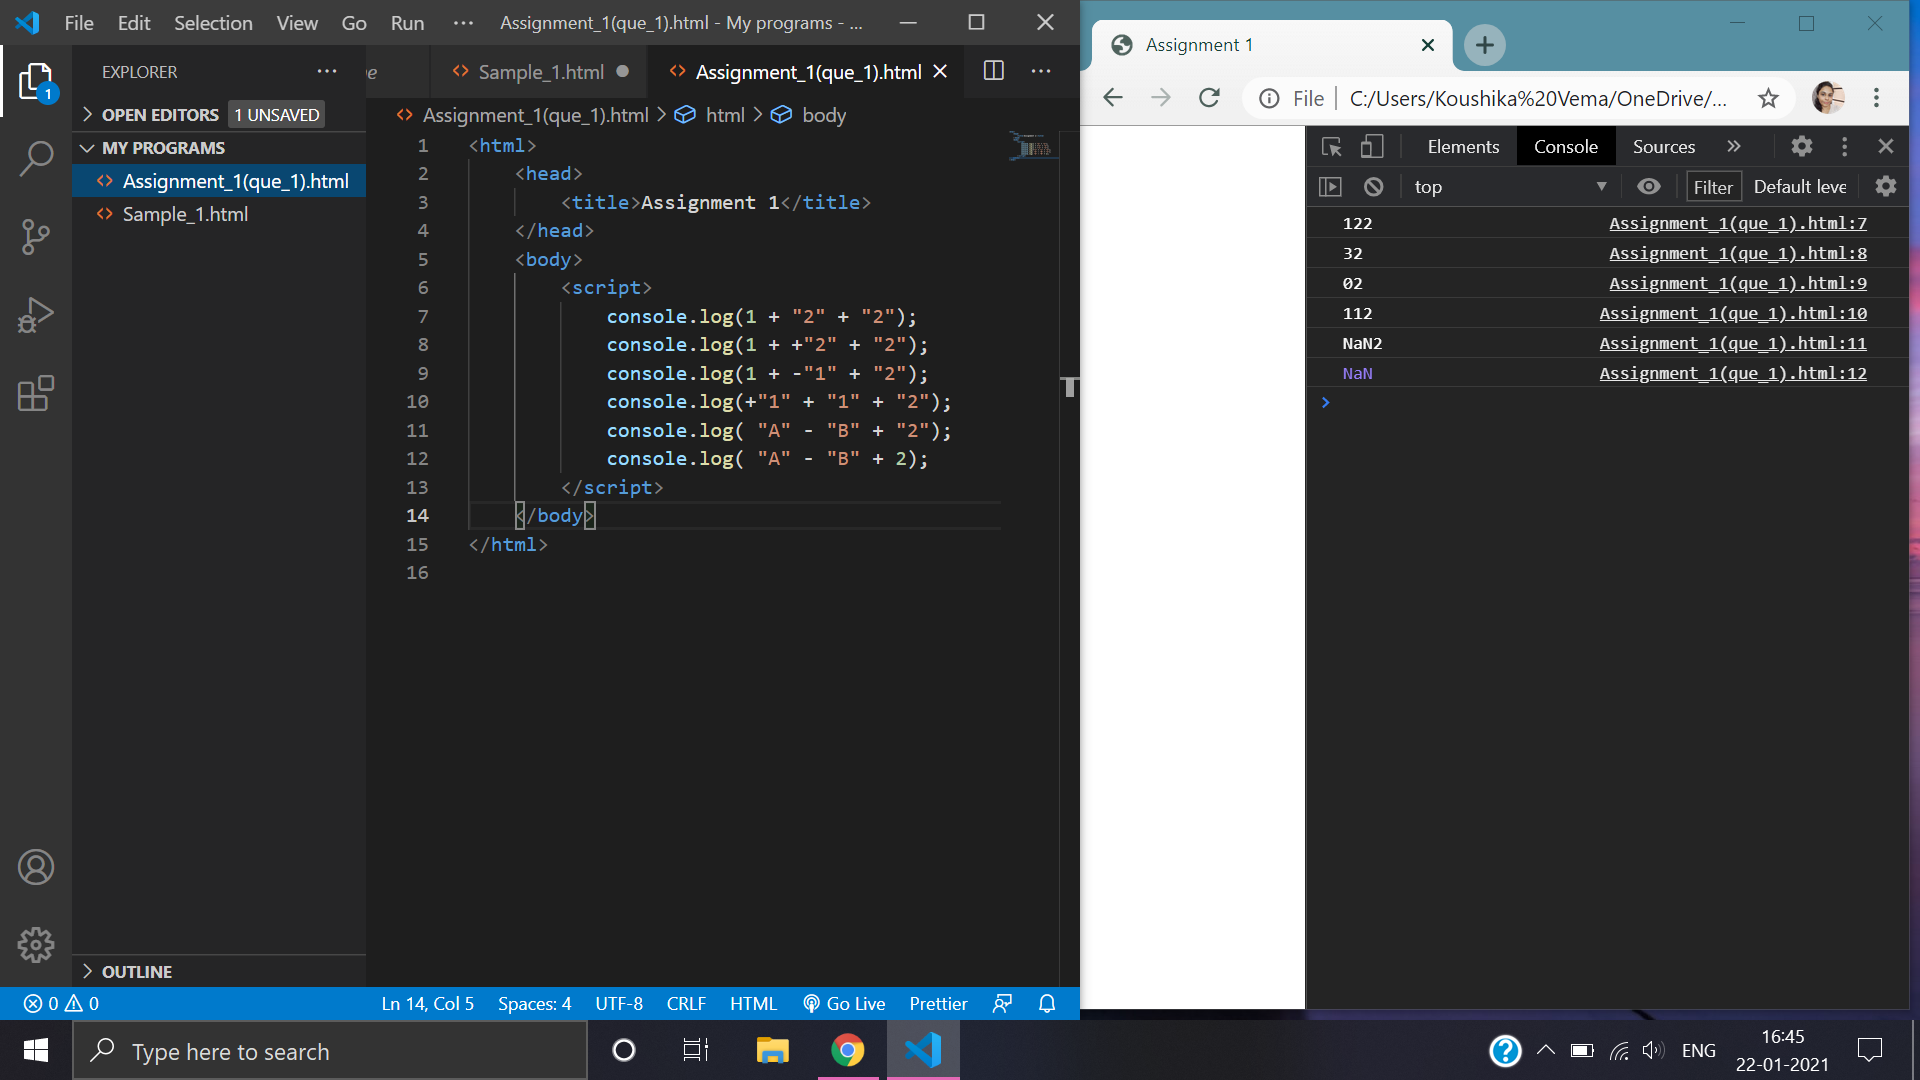 File Edit Selection View Go Run ··· Assignment_1(que_1).html - My programs - ...
EXPLORER ···
Sample_1.html
Assignment_1(que_1).html
OPEN EDITORS 1 UNSAVED
MY PROGRAMS
Assignment_1(que_1).html
Sample_1.html
OUTLINE
Assignment_1(que_1).html > html > body
1 <html>
2 <head>
3 <title>Assignment 1</title>
4 </head>
5 <body>
6 <script>
7 console.log(1 + "2" + "2");
8 console.log(1 + +"2" + "2");
9 console.log(1 + -"1" + "2");
10 console.log(+"1" + "1" + "2");
11 console.log( "A" - "B" + "2");
12 console.log( "A" - "B" + 2);
13 </script>
14 </body>
15 </html>
16
0 0 Ln 14, Col 5 Spaces: 4 UTF-8 CRLF HTML Go Live Prettier
Assignment 1
File | C:/Users/Koushika%20Vema/OneDrive/...
Elements Console Sources »
top Filter Default leve
122 Assignment_1(que_1).html:7
32 Assignment_1(que_1).html:8
02 Assignment_1(que_1).html:9
112 Assignment_1(que_1).html:10
NaN2 Assignment_1(que_1).html:11
NaN Assignment_1(que_1).html:12
>
Type here to search
ENG
16:45
22-01-2021